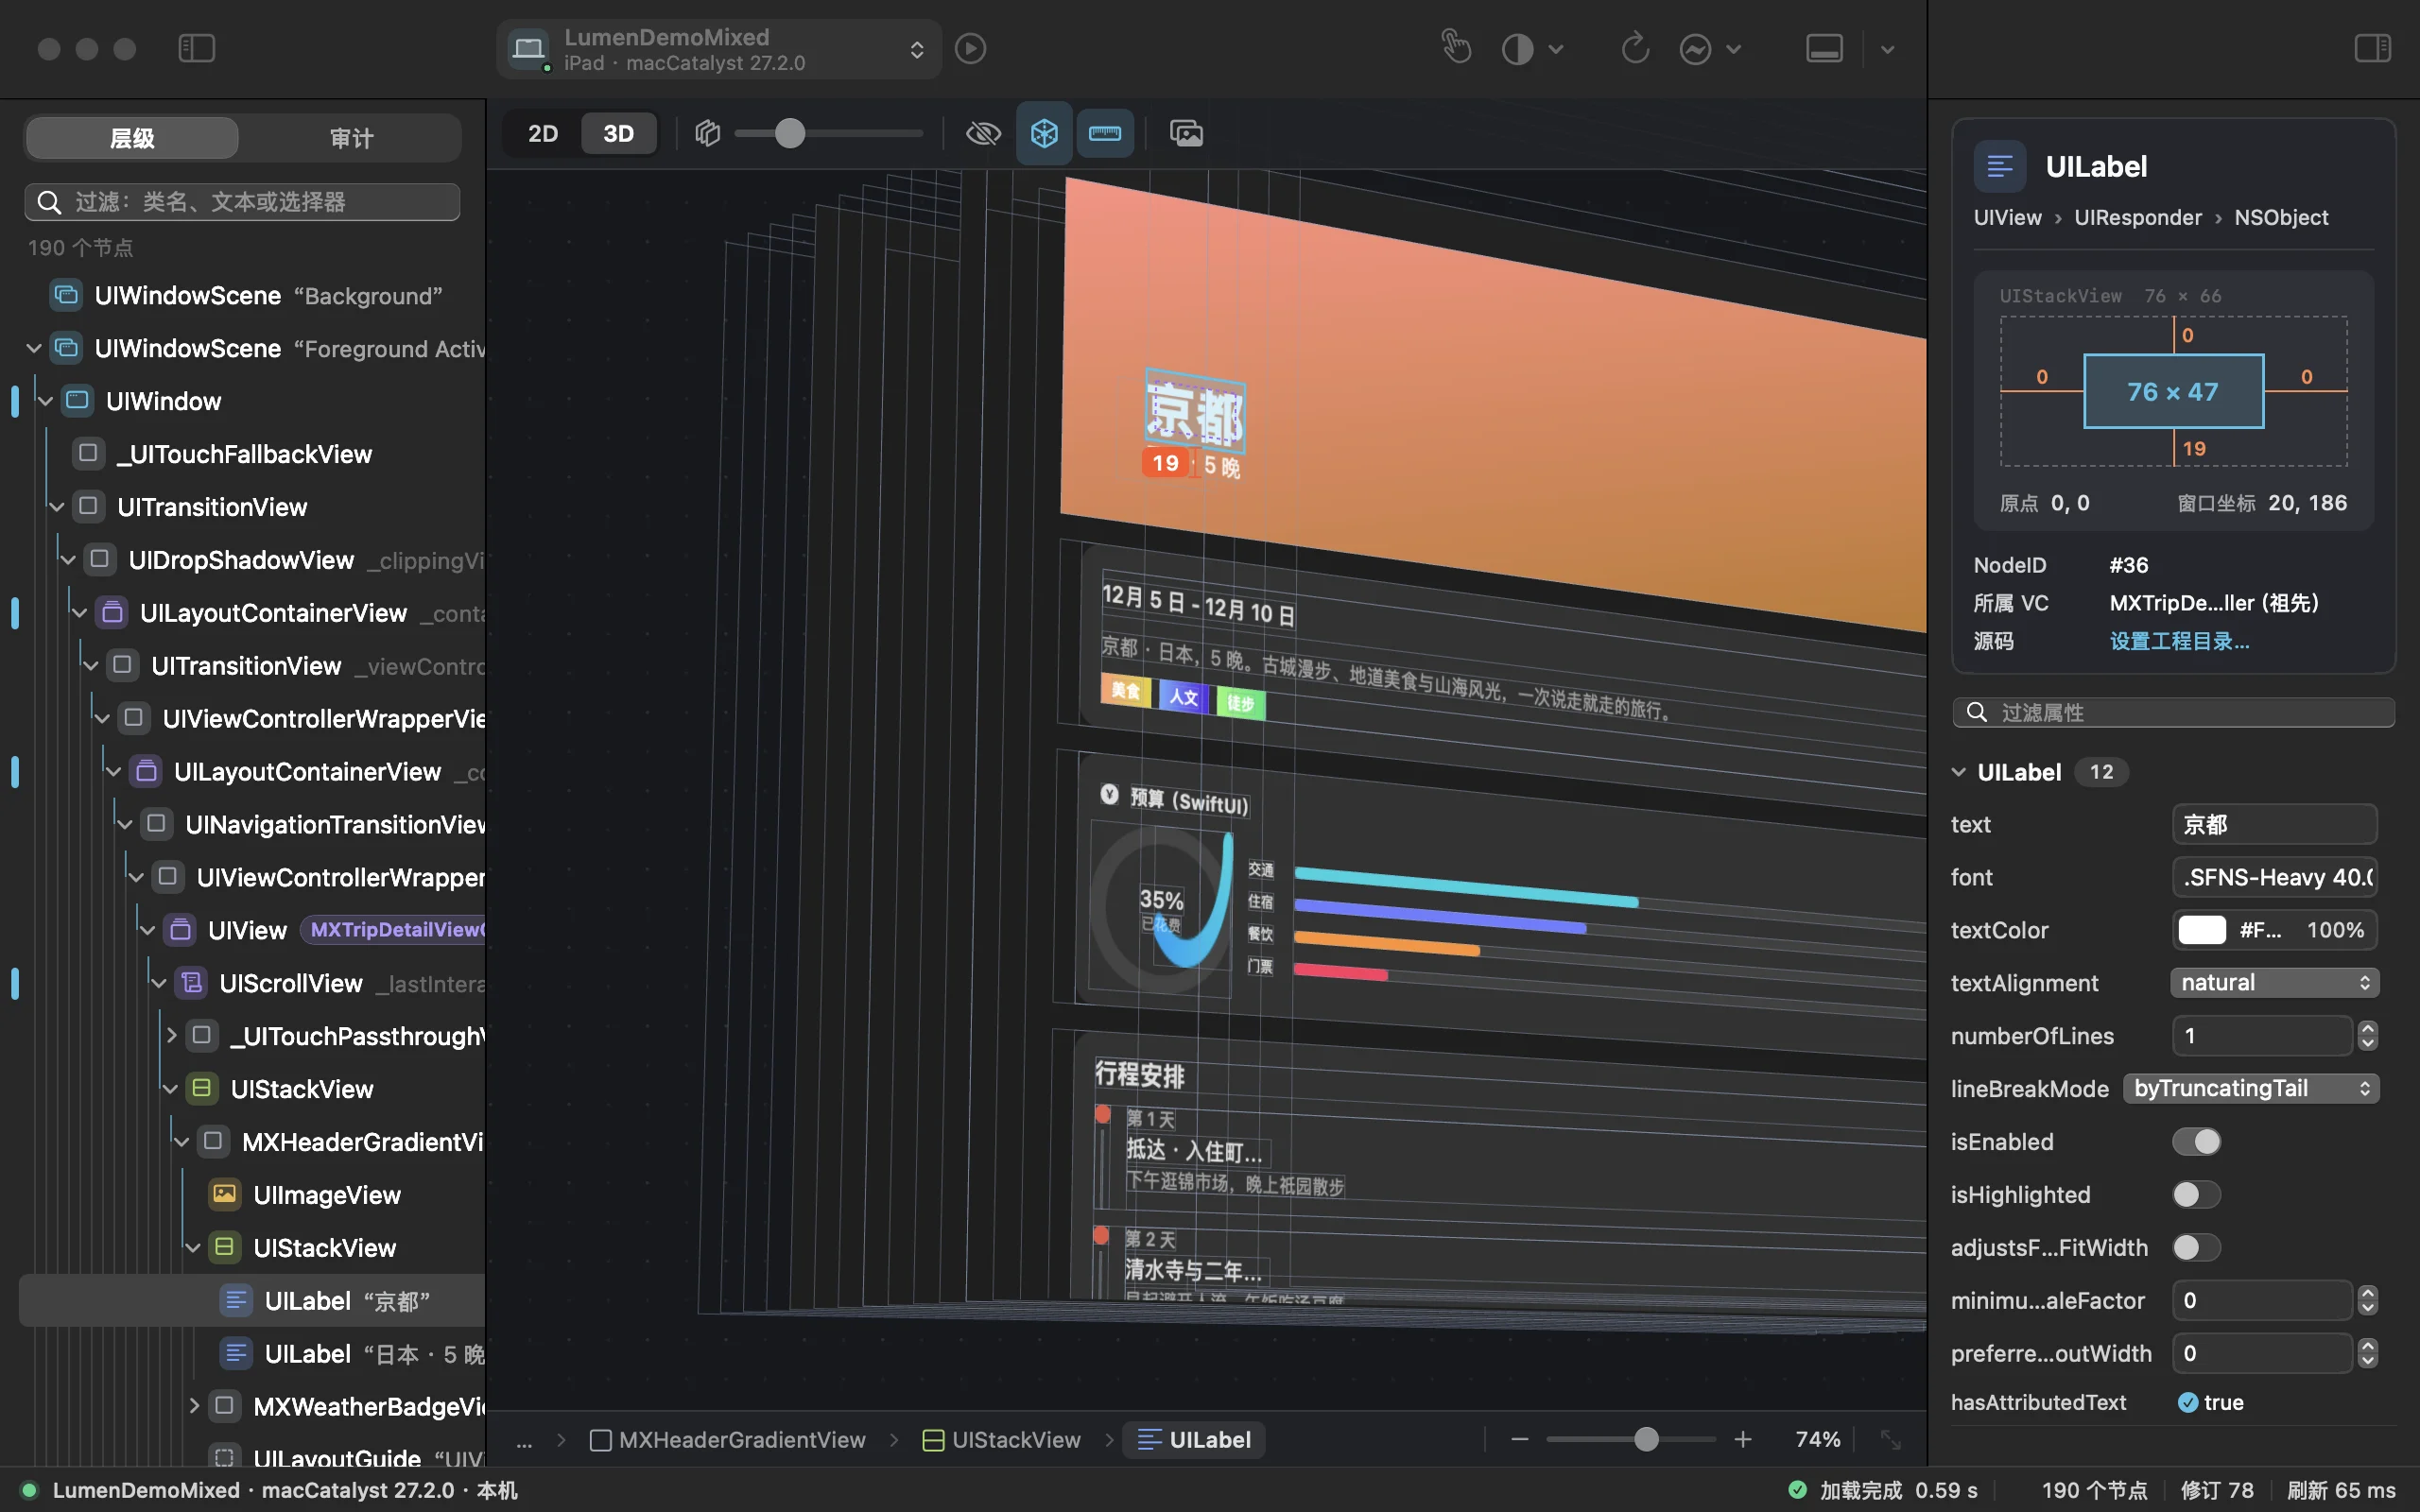 LumenDemoMixed
iPad · macCatalyst 27.2.0
层级
审计
过滤：类名、文本或选择器
190 个节点
UIWindowScene “Background”
UIWindowScene “Foreground Activ
UIWindow
_UITouchFallbackView
UITransitionView
UIDropShadowView _clippingVi
UILayoutContainerView _conta
UITransitionView _viewContro
UIViewControllerWrapperVie
UILayoutContainerView _co
UINavigationTransitionView
UIViewControllerWrapper
UIView MXTripDetailViewC
UIScrollView _lastIntera
_UITouchPassthroughV
UIStackView
MXHeaderGradientVi
UIImageView
UIStackView
UILabel “京都”
UILabel “日本 · 5 晚
MXWeatherBadgeVie
UILayoutGuide “UIVi
2D
3D
京都
19 · 5 晚
12月 5 日 - 12月 10 日
京都 · 日本，5 晚。古城漫步、地道美食与山海风光，一次说走就走的旅行。
美食
人文
徒步
¥ 预算 (SwiftUI)
35%
已花费
交通
住宿
餐饮
门票
行程安排
第 1 天
抵达 · 入住町...
下午逛锦市场，晚上祇园散步
第 2 天
清水寺与二年...
... > MXHeaderGradientView > UIStackView > UILabel
74%
UILabel
UIView › UIResponder › NSObject
UIStackView 76 × 66
0
0
76 × 47
0
19
原点 0, 0
窗口坐标 20, 186
NodeID #36
所属 VC MXTripDe...ller (祖先)
源码 设置工程目录...
过滤属性
UILabel 12
text 京都
font .SFNS-Heavy 40.0
textColor #F... 100%
textAlignment natural
numberOfLines 1
lineBreakMode byTruncatingTail
isEnabled
isHighlighted
adjustsF...FitWidth
minimu...aleFactor 0
preferre...outWidth 0
hasAttributedText true
LumenDemoMixed · macCatalyst 27.2.0 · 本机
加载完成 0.59 s
190 个节点
修订 78
刷新 65 ms